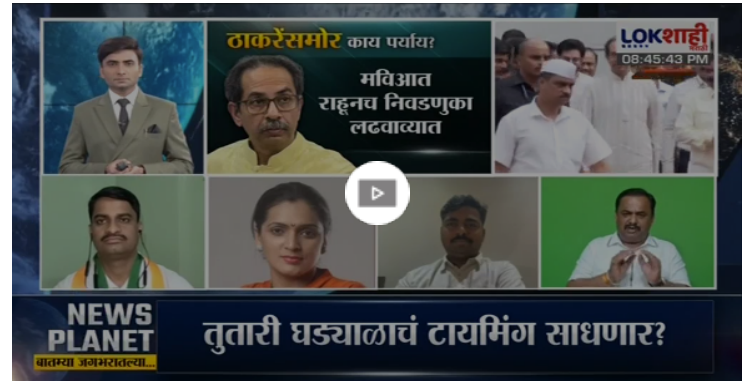 ठाकरेंसमोर काय पर्याय?
मविआत
राहूनच निवडणुका
लढवाव्यात
LOKशाही
मराठी
08:45:43 PM
NEWS
PLANET
बातम्या जगभरातल्या...
तुतारी घड्याळाचं टायमिंग साधणार?